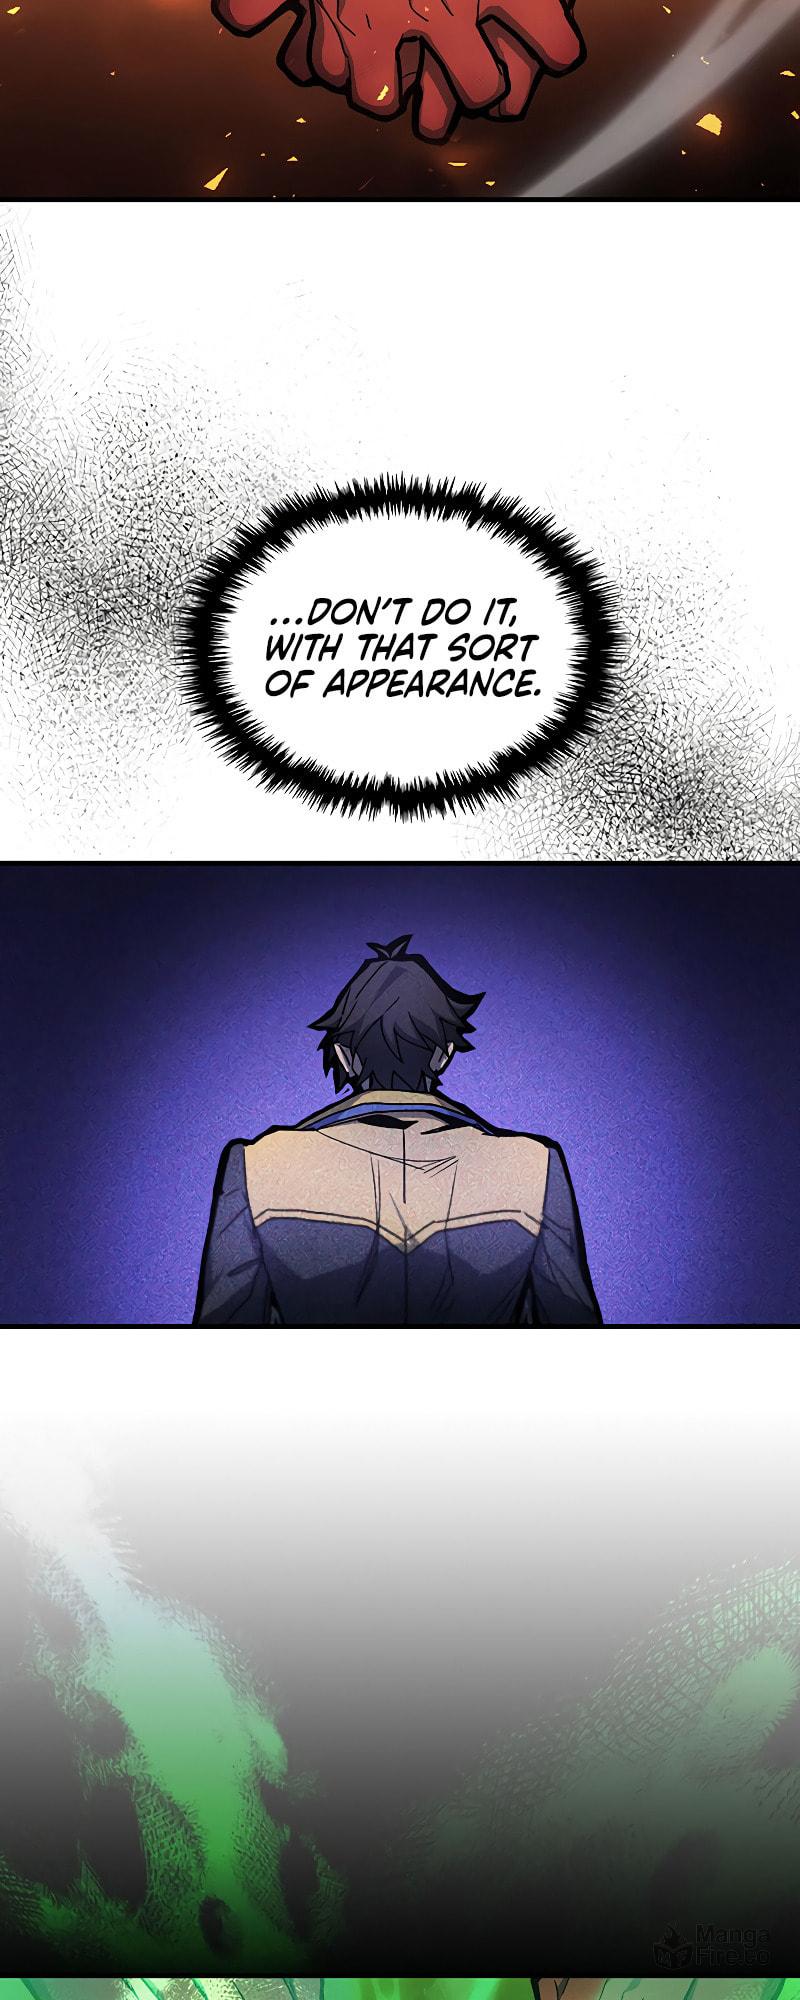 ...DON'T DO IT,
WITH THAT SORT
OF APPEARANCE.
Manga
Fire.to